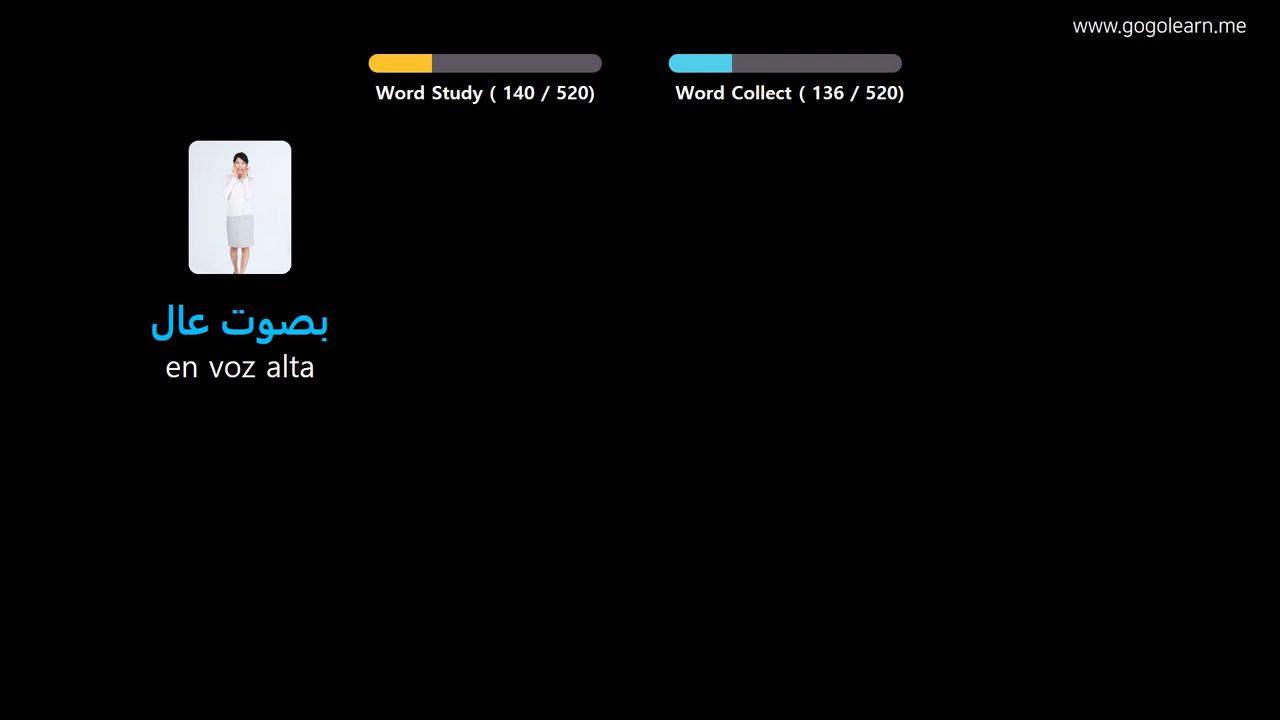 www.gogolearn.me
Word Study ( 140 / 520)
Word Collect ( 136 / 520)
بصوت عال
en voz alta